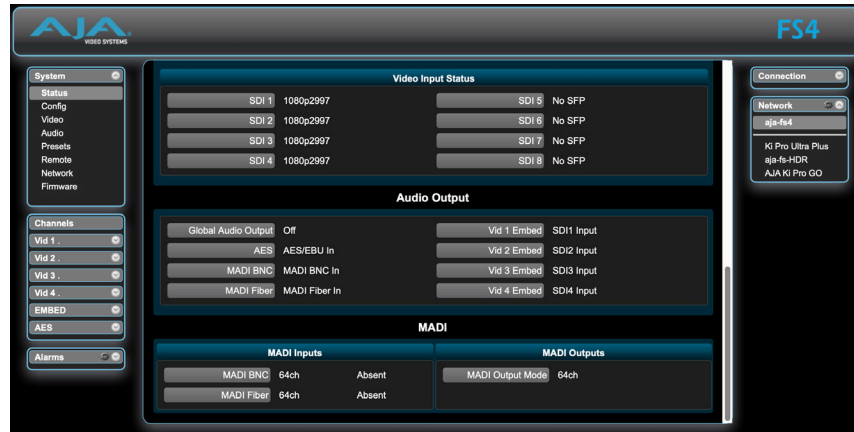 AJA
VIDEO SYSTEMS
FS4
System
Status
Config
Video
Audio
Presets
Remote
Network
Firmware
Channels
Vid 1 .
Vid 2 .
Vid 3 .
Vid 4 .
EMBED
AES
Alarms
Video Input Status
SDI 1 1080p2997 SDI 5 No SFP
SDI 2 1080p2997 SDI 6 No SFP
SDI 3 1080p2997 SDI 7 No SFP
SDI 4 1080p2997 SDI 8 No SFP
Audio Output
Global Audio Output Off Vid 1 Embed SDI1 Input
AES AES/EBU In Vid 2 Embed SDI2 Input
MADI BNC MADI BNC In Vid 3 Embed SDI3 Input
MADI Fiber MADI Fiber In Vid 4 Embed SDI4 Input
MADI
MADI Inputs MADI Outputs
MADI BNC 64ch Absent MADI Output Mode 64ch
MADI Fiber 64ch Absent
Connection
Network
aja-fs4
Ki Pro Ultra Plus
aja-fs-HDR
AJA Ki Pro GO